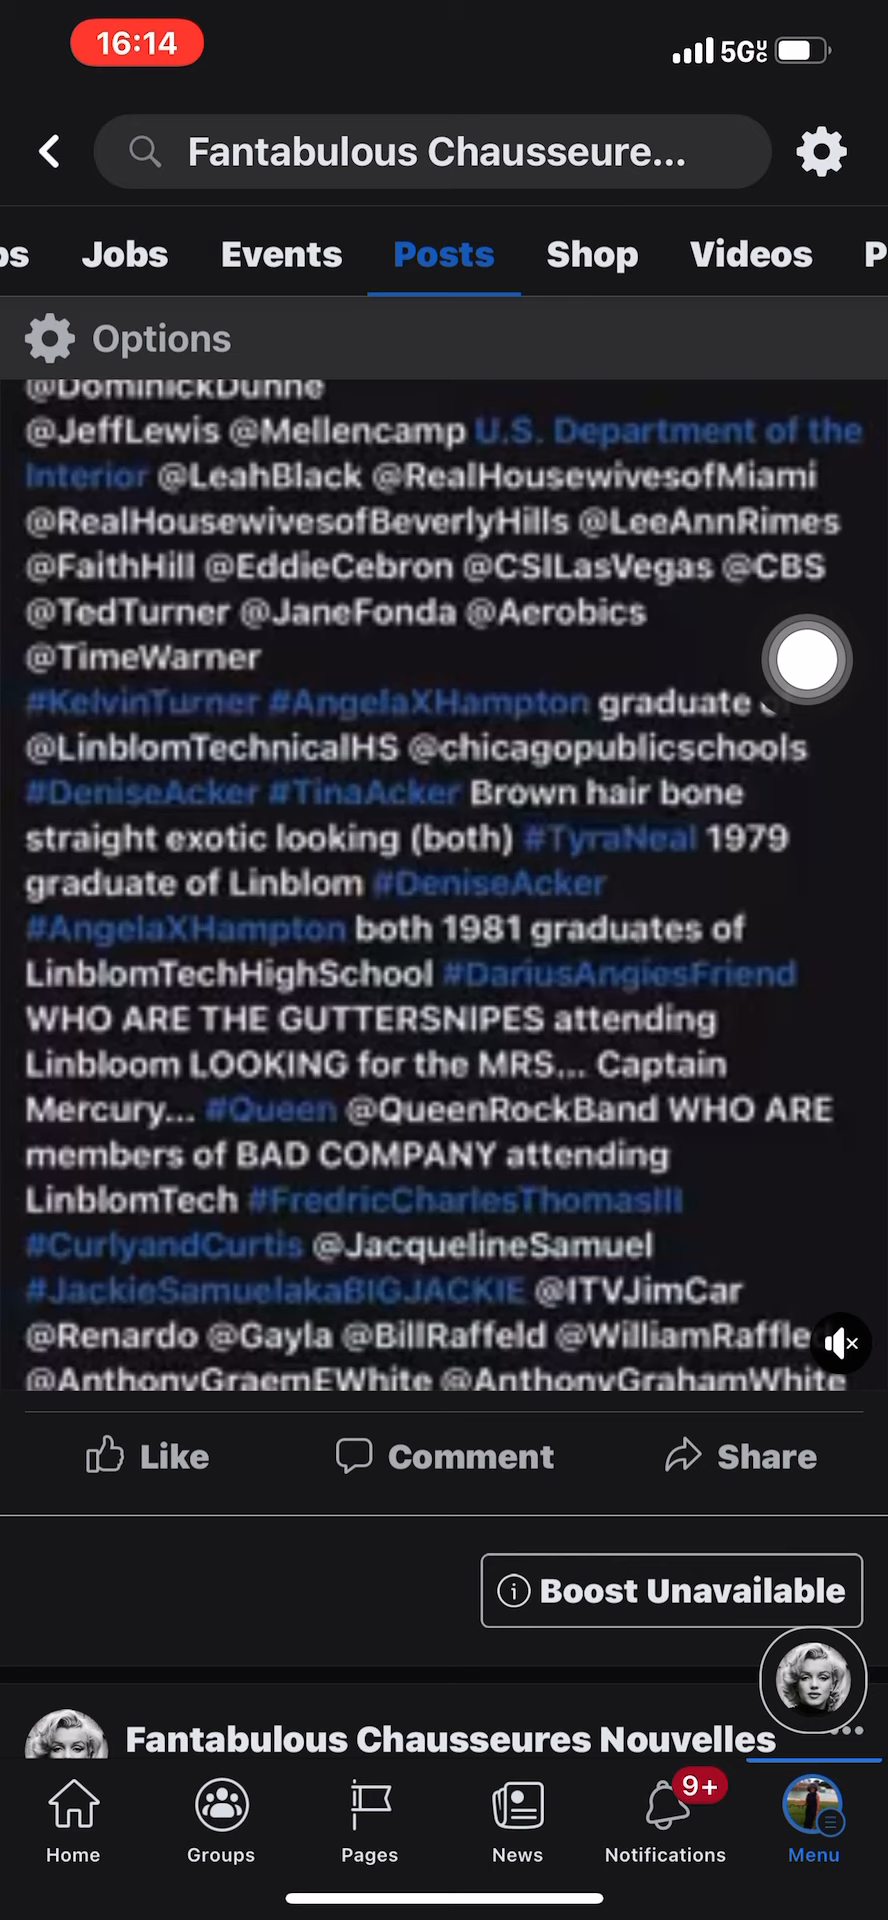 16:14
5G UC
Fantabulous Chausseure...
Jobs Events Posts Shop Videos P
Options
@DominickDunne
@JeffLewis @Mellencamp U.S. Department of the
Interior @LeahBlack @RealHousewivesofMiami
@RealHousewivesofBeverlyHills @LeeAnnRimes
@FaithHill @EddieCebron @CSILasVegas @CBS
@TedTurner @JaneFonda @Aerobics
@TimeWarner
#KelvinTurner #AngelaXHampton graduate
@LinblomTechnicalHS @chicagopublicschools
#DeniseAcker #TinaAcker Brown hair bone
straight exotic looking (both) #TyraNeal 1979
graduate of Linblom #DeniseAcker
#AngelaXHampton both 1981 graduates of
LinblomTechHighSchool #DariusAngiesFriend
WHO ARE THE GUTTERSNIPES attending
Linbloom LOOKING for the MRS... Captain
Mercury... #Queen @QueenRockBand WHO ARE
members of BAD COMPANY attending
LinblomTech #FredricCharlesThomasIII
#CurlyandCurtis @JacquelineSamuel
#JackieSamuelakaBIGJACKIE @ITVJimCar
@Renardo @Gayla @BillRaffeld @WilliamRaffle
@AnthonyGraemEWhite @AnthonyGrahamWhite
Like Comment Share
Boost Unavailable
Fantabulous Chausseures Nouvelles
9+
Home Groups Pages News Notifications Menu